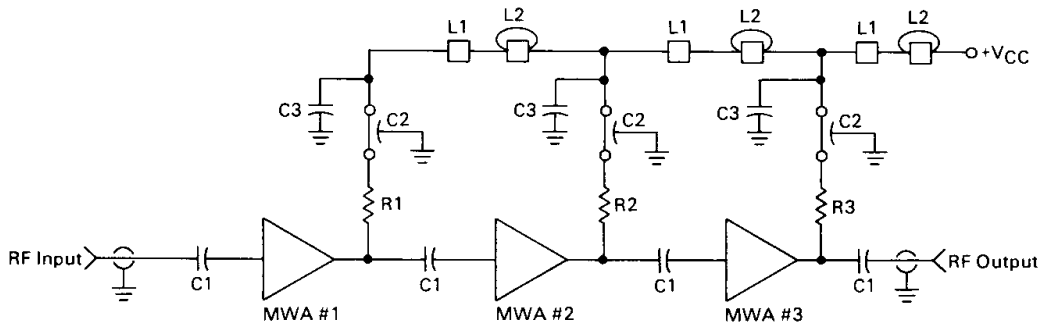 L1 L2 L1 L2 L1 L2
+VCC
C3 C2 C3 C2 C3 C2
R1 R2 R3
RF Input C1 C1 C1 C1 RF Output
MWA #1 MWA #2 MWA #3